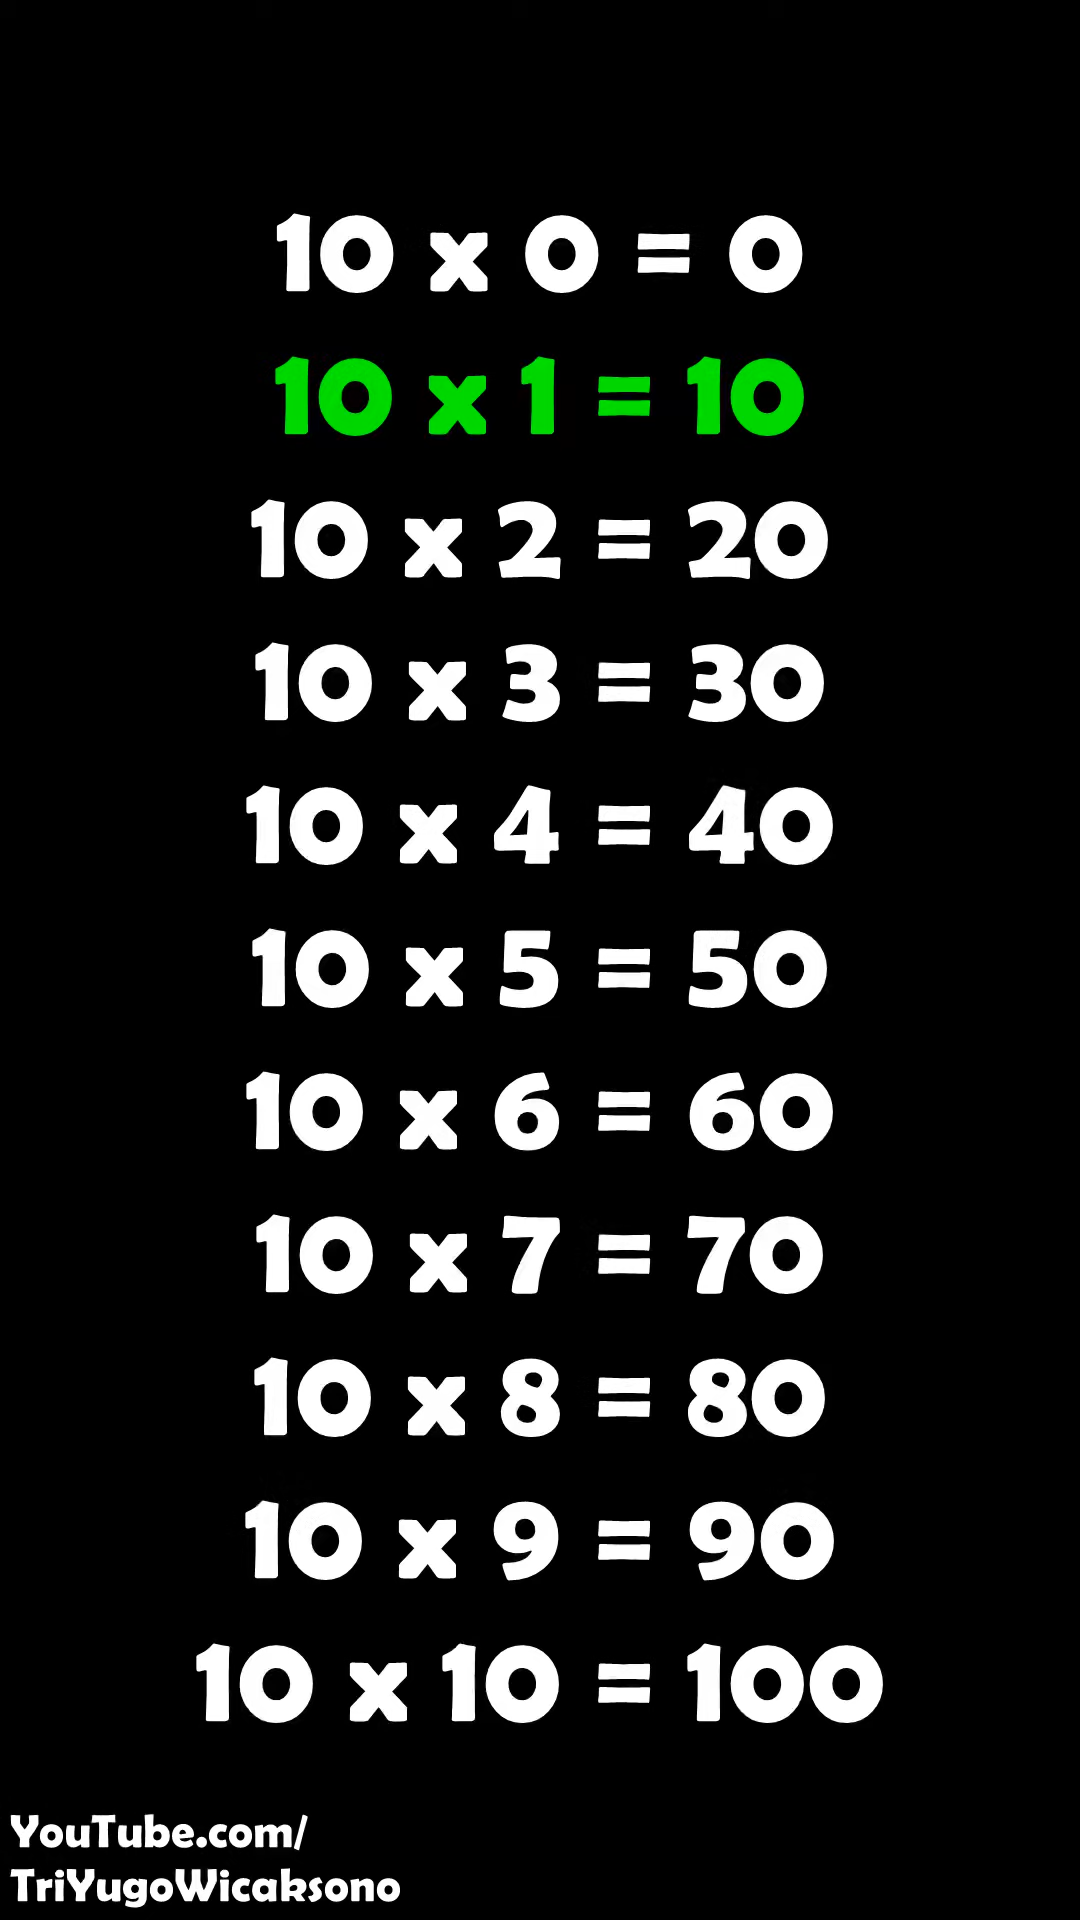 10 x 0 = 0
10 x 1 = 10
10 x 2 = 20
10 x 3 = 30
10 x 4 = 40
10 x 5 = 50
10 x 6 = 60
10 x 7 = 70
10 x 8 = 80
10 x 9 = 90
10 x 10 = 100
YouTube.com/
TriYugoWicaksono